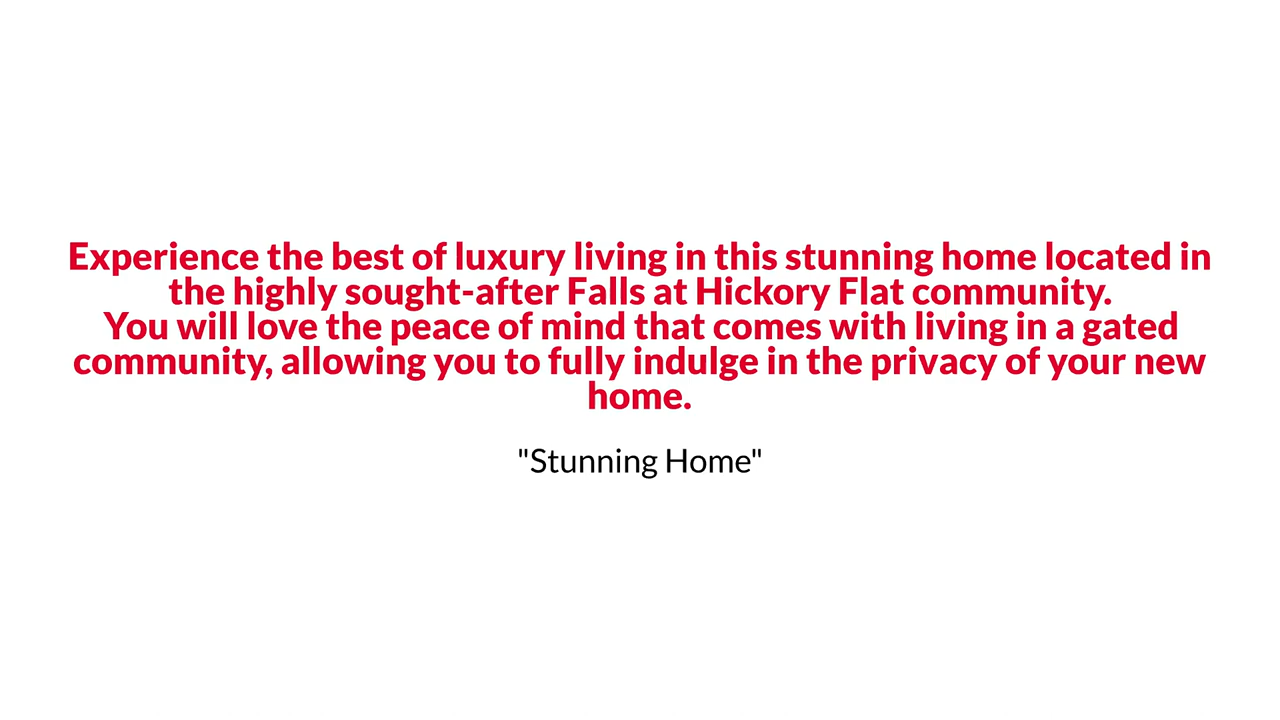 Experience the best of luxury living in this stunning home located in
the highly sought-after Falls at Hickory Flat community.
You will love the peace of mind that comes with living in a gated
community, allowing you to fully indulge in the privacy of your new
home.
"Stunning Home"